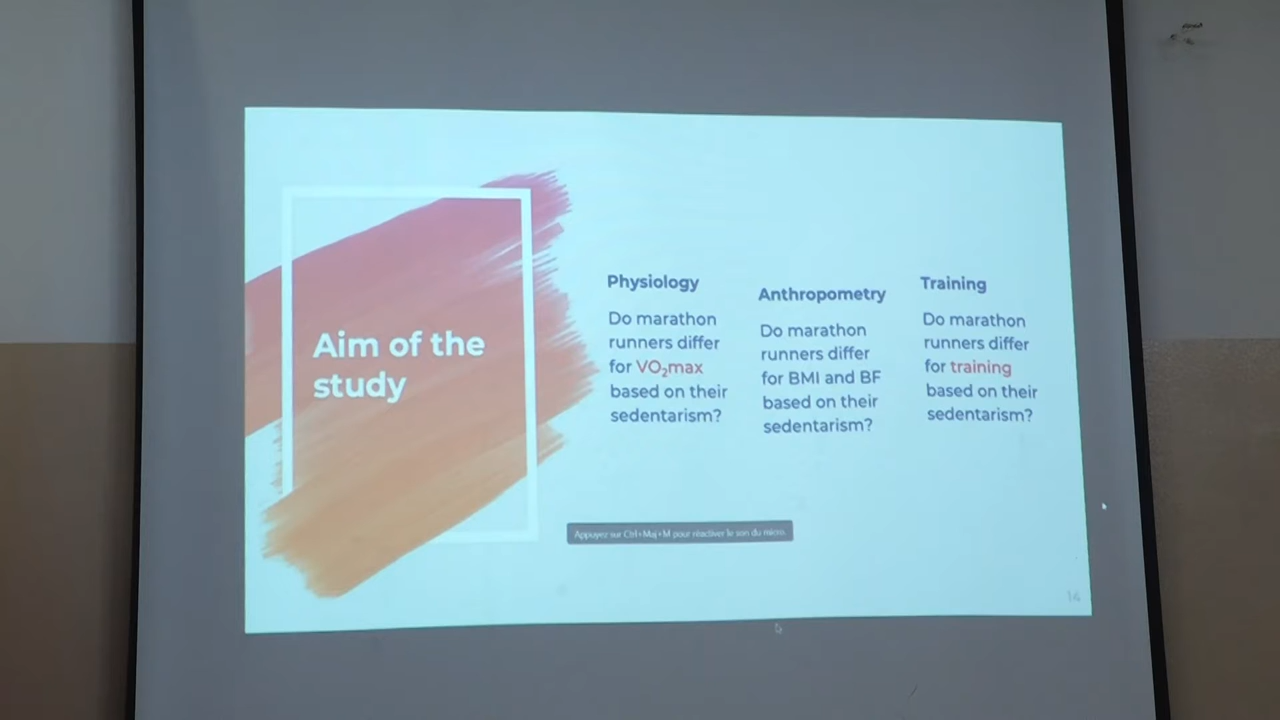 Aim of the
study
Physiology
Do marathon
runners differ
for VO₂max
based on their
sedentarism?
Anthropometry
Do marathon
runners differ
for BMI and BF
based on their
sedentarism?
Training
Do marathon
runners differ
for training
based on their
sedentarism?
Appuyez sur Ctrl+Maj+M pour réactiver le son du micro.
14